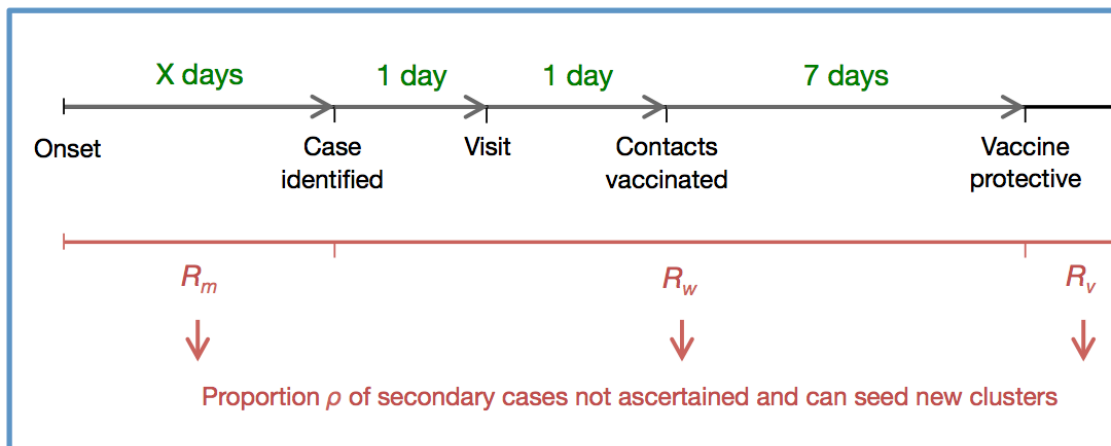 X days
1 day
1 day
7 days
Onset
Case
identified
Visit
Contacts
vaccinated
Vaccine
protective
Rm
Rw
Rv
Proportion ρ of secondary cases not ascertained and can seed new clusters